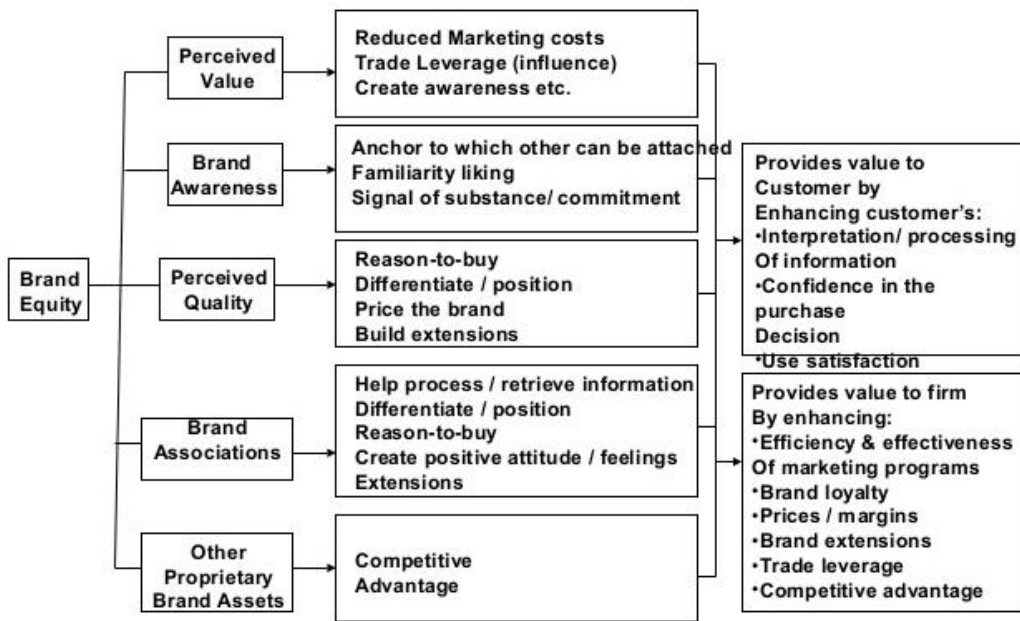 Brand
Equity
Perceived
Value
Reduced Marketing costs
Trade Leverage (influence)
Create awareness etc.
Brand
Awareness
Anchor to which other can be attached
Familiarity liking
Signal of substance/ commitment
Perceived
Quality
Reason-to-buy
Differentiate / position
Price the brand
Build extensions
Brand
Associations
Help process / retrieve information
Differentiate / position
Reason-to-buy
Create positive attitude / feelings
Extensions
Other
Proprietary
Brand Assets
Competitive
Advantage
Provides value to
Customer by
Enhancing customer’s:
•Interpretation/ processing
Of information
•Confidence in the
purchase
Decision
•Use satisfaction
Provides value to firm
By enhancing:
•Efficiency & effectiveness
Of marketing programs
•Brand loyalty
•Prices / margins
•Brand extensions
•Trade leverage
•Competitive advantage